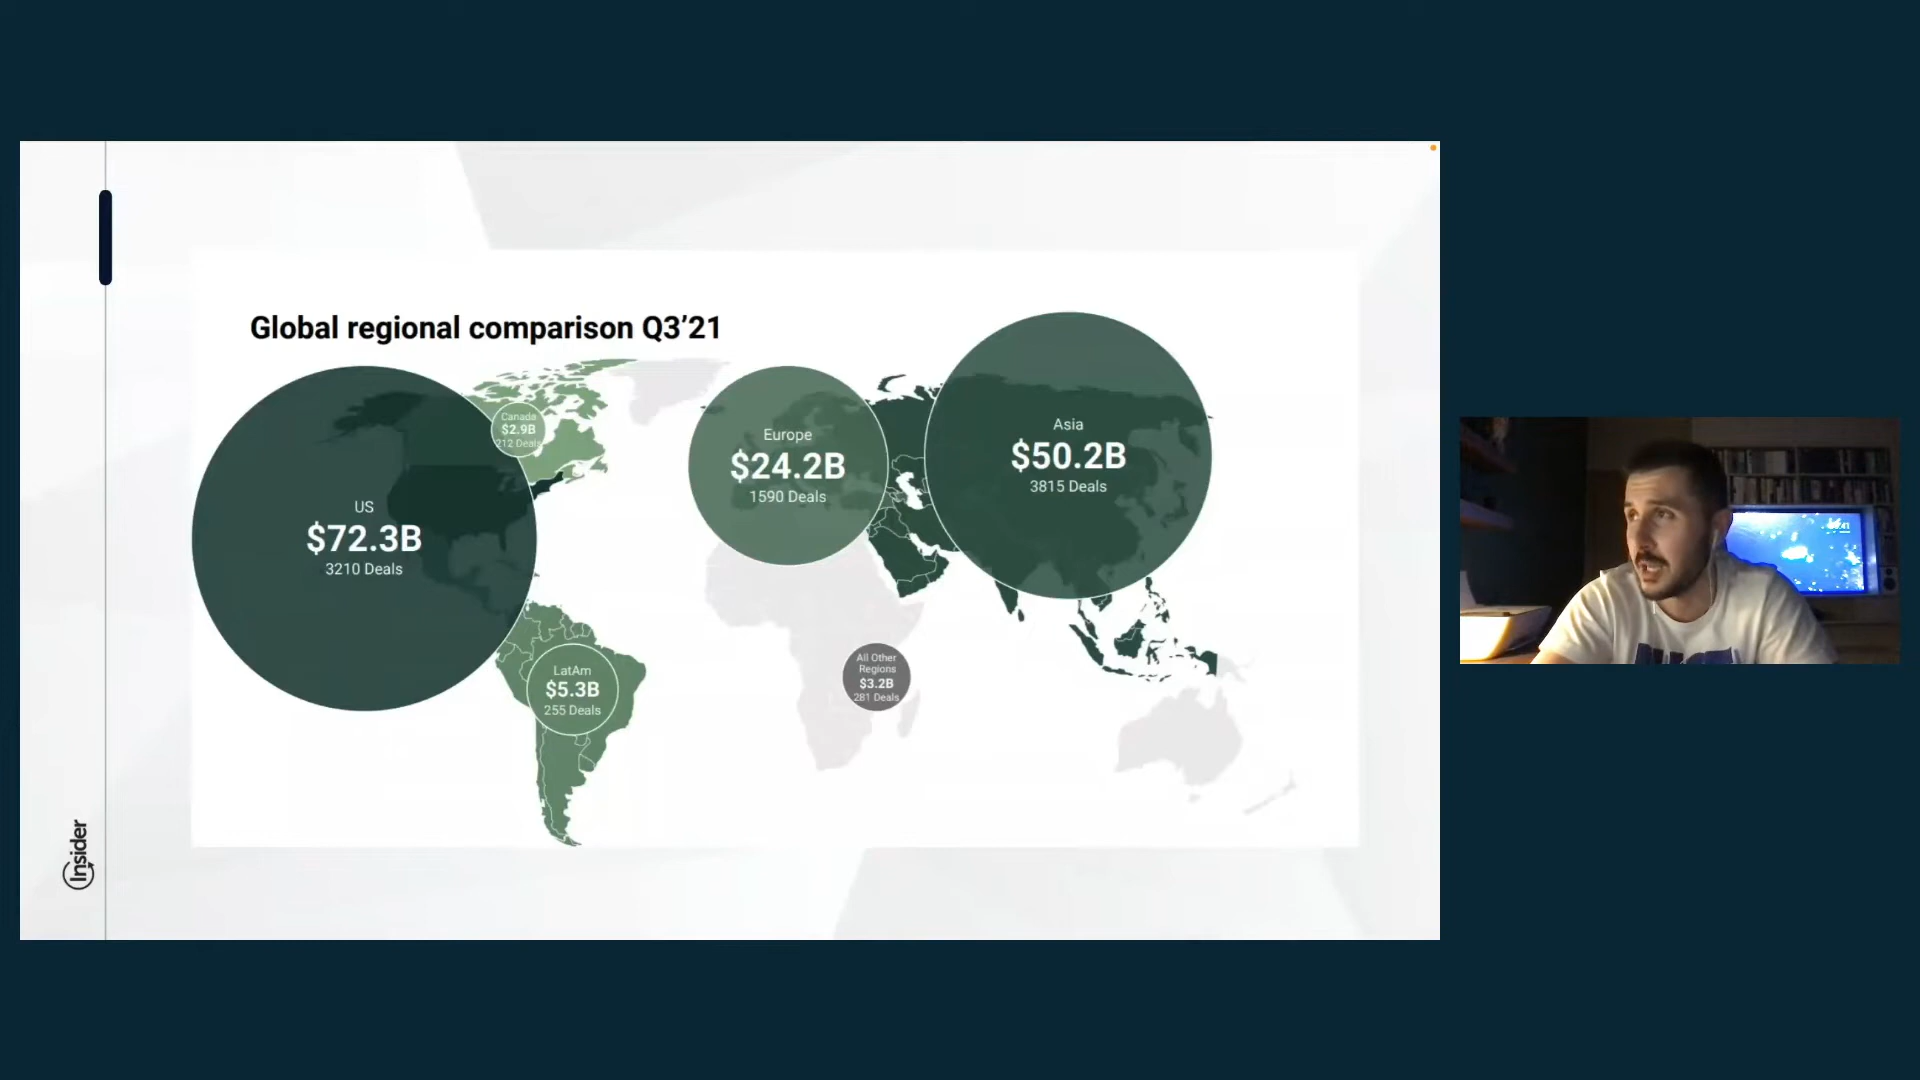 Global regional comparison Q3’21
US
$72.3B
3210 Deals
Canada
$2.9B
212 Deals
LatAm
$5.3B
255 Deals
Europe
$24.2B
1590 Deals
Asia
$50.2B
3815 Deals
All Other
Regions
$3.2B
281 Deals
Insider